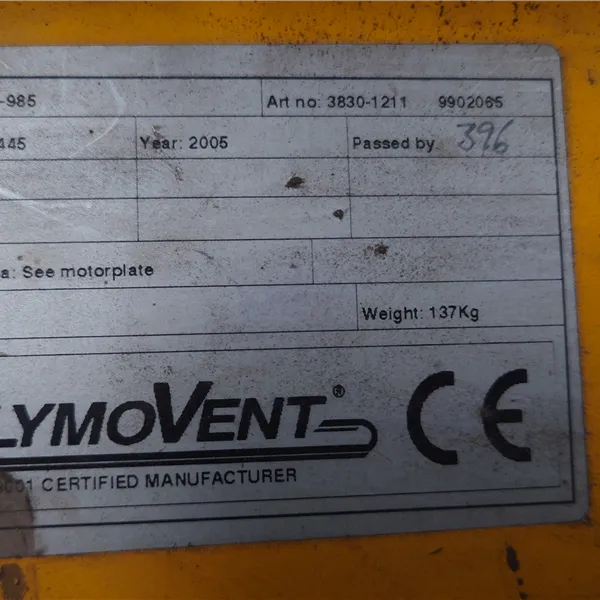 -985 Art no: 3830-1211 9902065
445 Year: 2005 Passed by 396
a: See motorplate
Weight: 137Kg
LYMOVENT® CE
9001 CERTIFIED MANUFACTURER